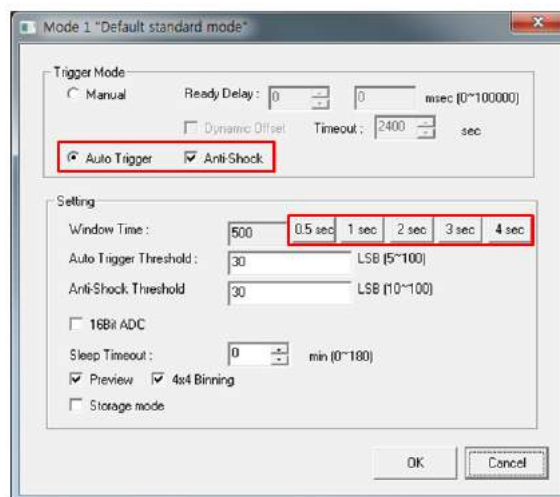 Mode 1 "Default standard mode"
Trigger Mode
Manual Ready Delay : 0 0 msec (0~100000)
Dynamic Offset Timeout : 2400 sec
Auto Trigger Anti-Shock
Setting
Window Time : 500 0.5 sec 1 sec 2 sec 3 sec 4 sec
Auto Trigger Threshold : 30 LSB (5~100)
Anti-Shock Threshold 30 LSB (10~100)
16Bit ADC
Sleep Timeout : 0 min (0~180)
Preview 4x4 Binning
Storage mode
OK Cancel